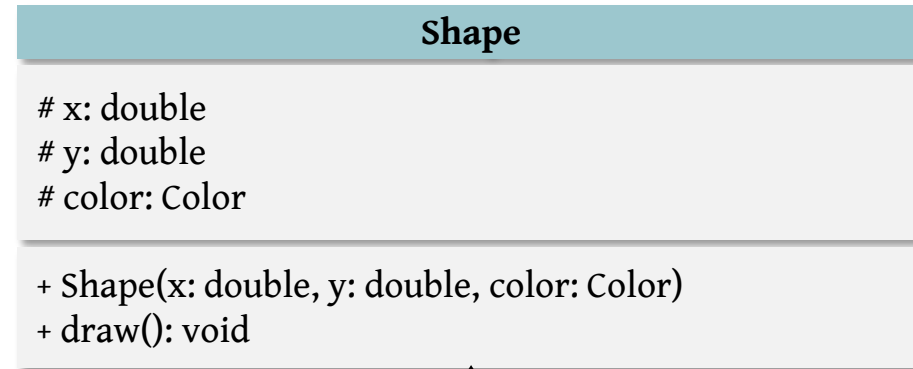 Shape
# x: double
# y: double
# color: Color
+ Shape(x: double, y: double, color: Color)
+ draw(): void